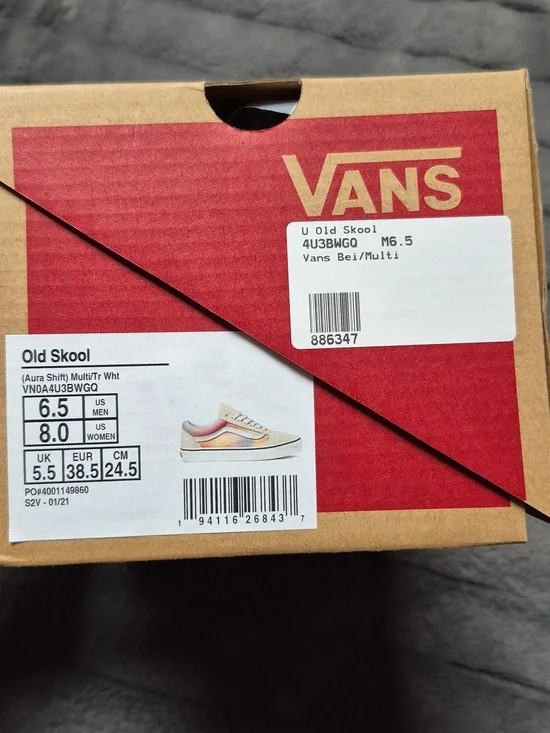 VANS
U Old Skool
4U3BWGQ M6.5
Vans Bei/Multi
886347
Old Skool
(Aura Shift) Multi/Tr Wht
VN0A4U3BWGQ
6.5 US MEN
8.0 US WOMEN
UK EUR CM
5.5 38.5 24.5
PO#4001149860
S2V - 01/21
1 94116 26843 7